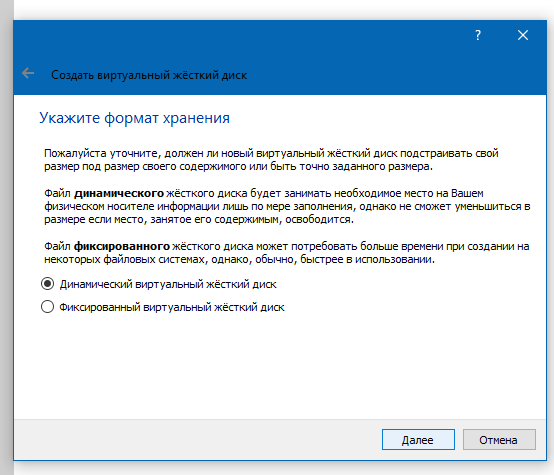 ?
Создать виртуальный жёсткий диск
Укажите формат хранения
Пожалуйста уточните, должен ли новый виртуальный жёсткий диск подстраивать свой
размер под размер своего содержимого или быть точно заданного размера.
Файл динамического жёсткого диска будет занимать необходимое место на Вашем
физическом носителе информации лишь по мере заполнения, однако не сможет уменьшиться в
размере если место, занятое его содержимым, освободится.
Файл фиксированного жёсткого диска может потребовать больше времени при создании на
некоторых файловых системах, однако, обычно, быстрее в использовании.
Динамический виртуальный жёсткий диск
Фиксированный виртуальный жёсткий диск
Далее
Отмена